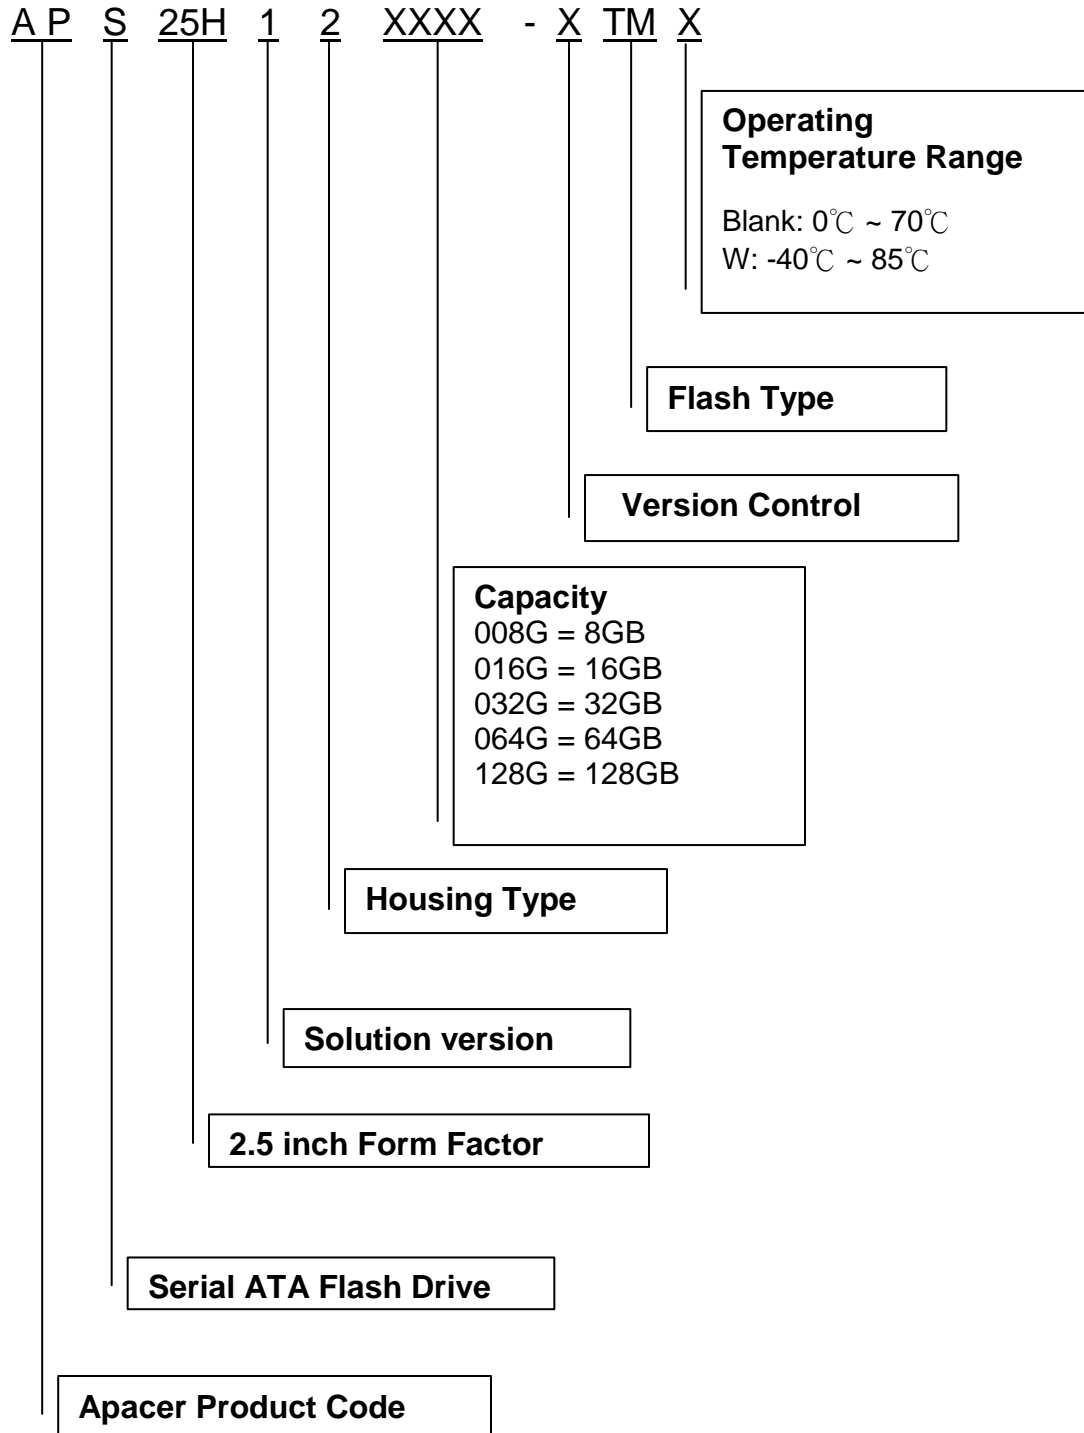 AP S 25H 1 2 XXXX - X TM X
Operating
Temperature Range
Blank: 0℃ ~ 70℃
W: -40℃ ~ 85℃
Flash Type
Version Control
Capacity
008G = 8GB
016G = 16GB
032G = 32GB
064G = 64GB
128G = 128GB
Housing Type
Solution version
2.5 inch Form Factor
Serial ATA Flash Drive
Apacer Product Code